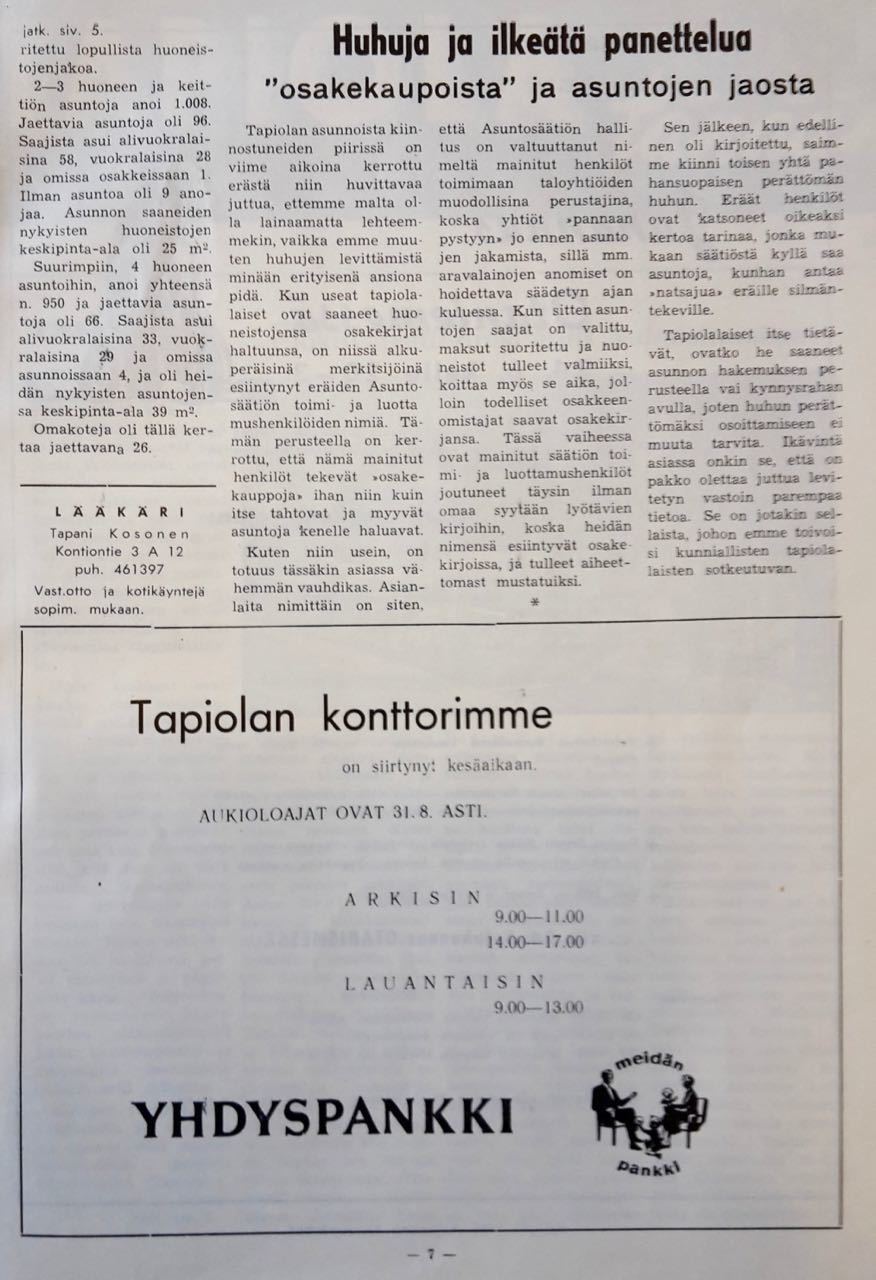 jatk. siv. 5.
ritettu lopullista huoneis-
tojenjakoa.
2—3 huoneen ja keit-
tiön asuntoja anoi 1.008.
Jaettavia asuntoja oli 96.
Saajista asui alivuokralai-
sina 58, vuokralaisina 28
ja omissa osakkeissaan 1.
Ilman asuntoa oli 9 ano-
jaa. Asunnon saaneiden
nykyisten huoneistojen
keskipinta-ala oli 25 m².
Suurimpiin, 4 huoneen
asuntoihin, anoi yhteensä
n. 950 ja jaettavia asun-
toja oli 66. Saajista asui
alivuokralaisina 33, vuok-
ralaisina 29 ja omissa
asunnoissaan 4, ja oli hei-
dän nykyisten asuntojen-
sa keskipinta-ala 39 m².
Omakoteja oli tällä ker-
taa jaettavana 26.
LÄÄKÄRI
Tapani Kosonen
Kontiontie 3 A 12
puh. 461397
Vast.otto ja kotikäyntejä
sopim. mukaan.
Huhuja ja ilkeätä panettelua
"osakekaupoista" ja asuntojen jaosta
Tapiolan asunnoista kiin-
nostuneiden piirissä on
viime aikoina kerrottu
erästä niin huvittavaa
juttua, ettemme malta ol-
la lainaamatta lehteem-
mekin, vaikka emme muu-
ten huhujen levittämistä
minään erityisenä ansiona
pidä. Kun useat tapiola-
laiset ovat saaneet huo-
neistojensa osakekirjat
haltuunsa, on niissä alku-
peräisinä merkitsijöinä
esiintynyt eräiden Asunto-
säätiön toimi- ja luotta
mushenkilöiden nimiä. Tä-
män perusteella on ker-
rottu, että nämä mainitut
henkilöt tekevät »osake-
kauppoja» ihan niin kuin
itse tahtovat ja myyvät
asuntoja kenelle haluavat.
Kuten niin usein, on
totuus tässäkin asiassa vä-
hemmän vauhdikas. Asian-
laita nimittäin on siten,
että Asuntosäätiön halli-
tus on valtuuttanut ni-
meltä mainitut henkilöt
toimimaan taloyhtiöiden
muodollisina perustajina,
koska yhtiöt »pannaan
pystyyn» jo ennen asunto
jen jakamista, sillä mm.
aravalainojen anomiset on
hoidettava säädetyn ajan
kuluessa. Kun sitten asun-
tojen saajat on valittu,
maksut suoritettu ja huo-
neistot tulleet valmiiksi,
koittaa myös se aika, jol-
loin todelliset osakkeen-
omistajat saavat osakekir-
jansa. Tässä vaiheessa
ovat mainitut säätiön toi-
mi- ja luottamushenkilöt
joutuneet täysin ilman
omaa syytään lyötävien
kirjoihin, koska heidän
nimensä esiintyvät osake-
kirjoissa, ja tulleet aiheet-
tomast mustatuiksi.
*
Sen jälkeen, kun edelli-
nen oli kirjoitettu, saim-
me kiinni toisen yhtä pa-
hansuopaisen perättömän
huhun. Eräät henkilöt
ovat katsoneet oikeaksi
kertoa tarinaa, jonka mu-
kaan säätiöstä kyllä saa
asuntoja, kunhan antaa
»natsajua» eräille silmän-
tekeville.
Tapiolalaiset itse tietä-
vät, ovatko he saaneet
asunnon hakemuksen pe-
rusteella vai kynnysrahan
avulla, joten huhun perät-
tömäksi osoittamiseen ei
muuta tarvita. Ikävintä
asiassa onkin se, että on
pakko olettaa juttua levi-
tetyn vastoin parempaa
tietoa. Se on jotakin sel-
laista, johon emme toivoi-
si kunniallisten tapiola-
laisten sotkeutuvan.
Tapiolan konttorimme
on siirtynyt kesäaikaan.
AUKIOLOAJAT OVAT 31.8. ASTI.
ARKISIN
9.00—11.00
14.00—17.00
LAUANTAISIN
9.00—13.00
YHDYSPANKKI
meidän
pankki
— 7 —